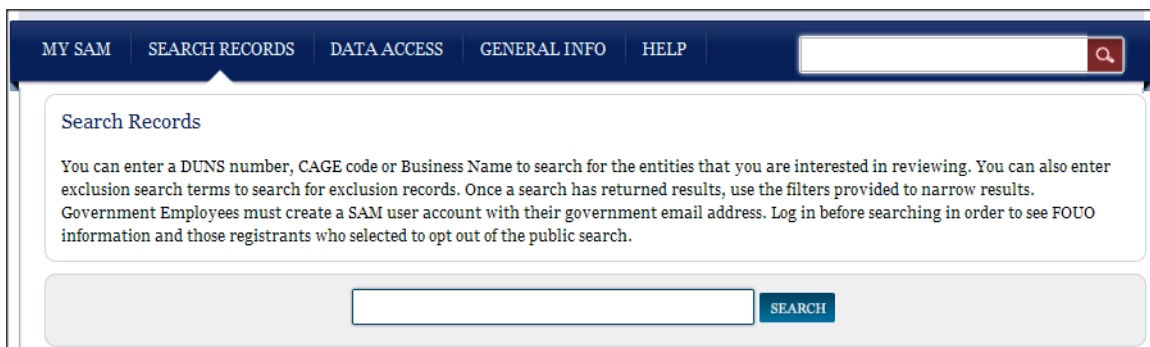 MY SAM SEARCH RECORDS DATA ACCESS GENERAL INFO HELP
Search Records
You can enter a DUNS number, CAGE code or Business Name to search for the entities that you are interested in reviewing. You can also enter
exclusion search terms to search for exclusion records. Once a search has returned results, use the filters provided to narrow results.
Government Employees must create a SAM user account with their government email address. Log in before searching in order to see FOUO
information and those registrants who selected to opt out of the public search.
SEARCH